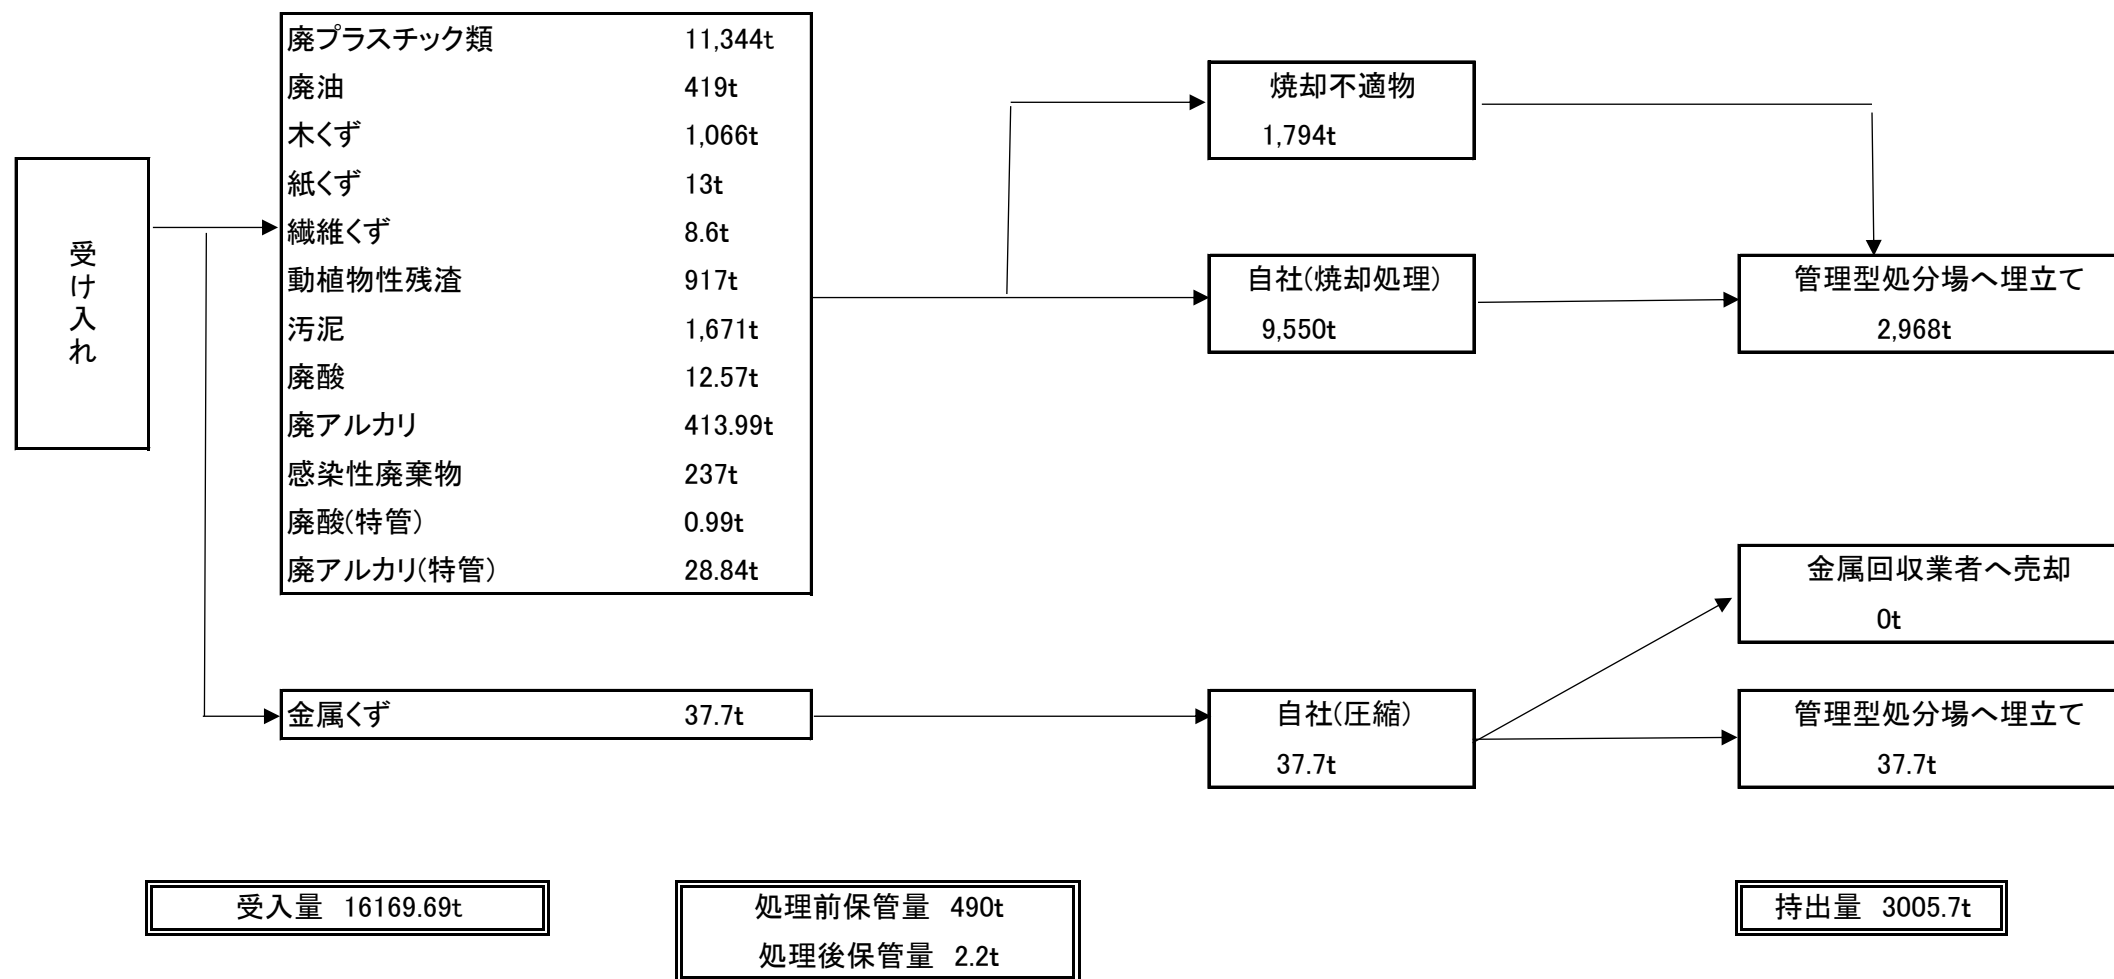 受け入れ
廃プラスチック類 11,344t
廃油 419t
木くず 1,066t
紙くず 13t
繊維くず 8.6t
動植物性残渣 917t
汚泥 1,671t
廃酸 12.57t
廃アルカリ 413.99t
感染性廃棄物 237t
廃酸(特管) 0.99t
廃アルカリ(特管) 28.84t
焼却不適物
1,794t
自社(焼却処理)
9,550t
管理型処分場へ埋立て
2,968t
金属くず 37.7t
自社(圧縮)
37.7t
金属回収業者へ売却
0t
管理型処分場へ埋立て
37.7t
受入量 16169.69t
処理前保管量 490t
処理後保管量 2.2t
持出量 3005.7t